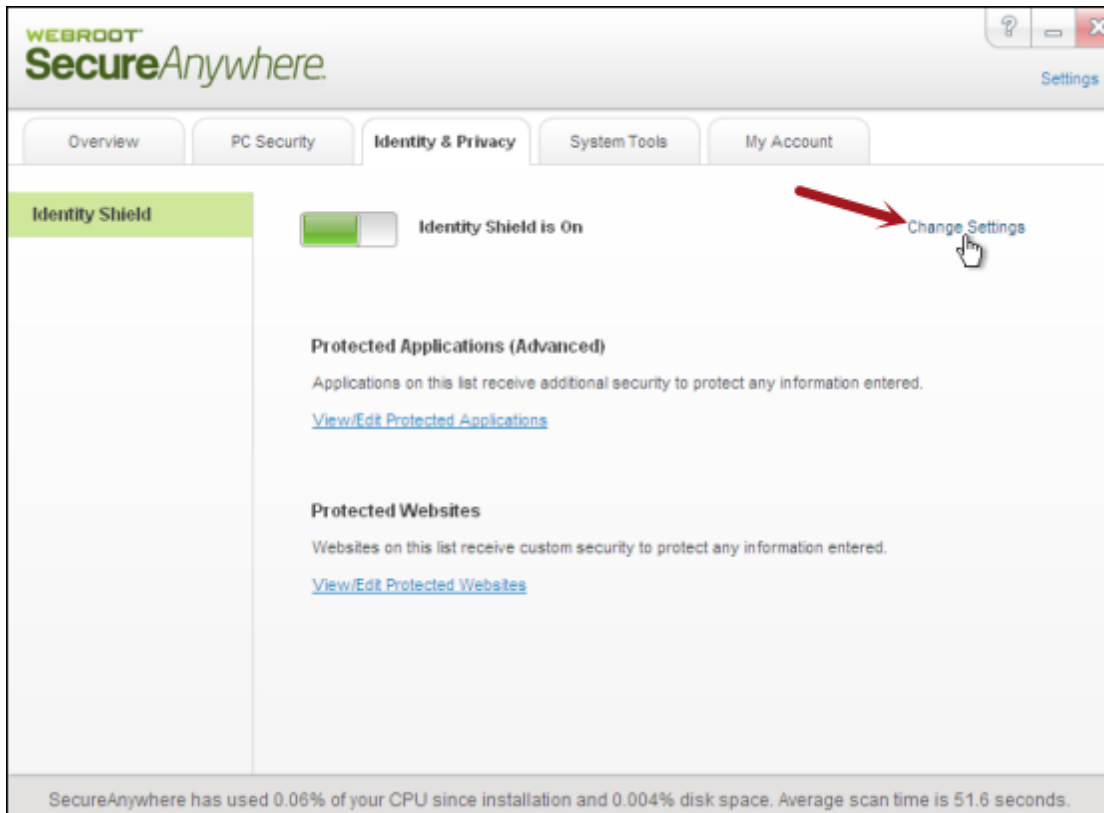 WEBROOT
SecureAnywhere.
?
Settings
Overview
PC Security
Identity & Privacy
System Tools
My Account
Identity Shield
Identity Shield is On
Change Settings
Protected Applications (Advanced)
Applications on this list receive additional security to protect any information entered.
View/Edit Protected Applications
Protected Websites
Websites on this list receive custom security to protect any information entered.
View/Edit Protected Websites
SecureAnywhere has used 0.06% of your CPU since installation and 0.004% disk space. Average scan time is 51.6 seconds.